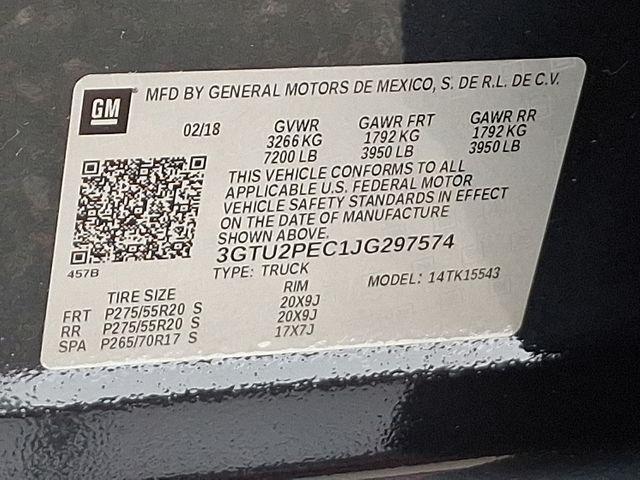 GM
MFD BY GENERAL MOTORS DE MEXICO, S. DE R.L. DE C.V.
02/18 GVWR GAWR FRT GAWR RR
3266 KG 1792 KG 1792 KG
7200 LB 3950 LB 3950 LB
THIS VEHICLE CONFORMS TO ALL
APPLICABLE U.S. FEDERAL MOTOR
VEHICLE SAFETY STANDARDS IN EFFECT
ON THE DATE OF MANUFACTURE
SHOWN ABOVE.
3GTU2PEC1JG297574
457B TYPE: TRUCK MODEL: 14TK15543
TIRE SIZE RIM
FRT P275/55R20 S 20X9J
RR P275/55R20 S 20X9J
SPA P265/70R17 S 17X7J